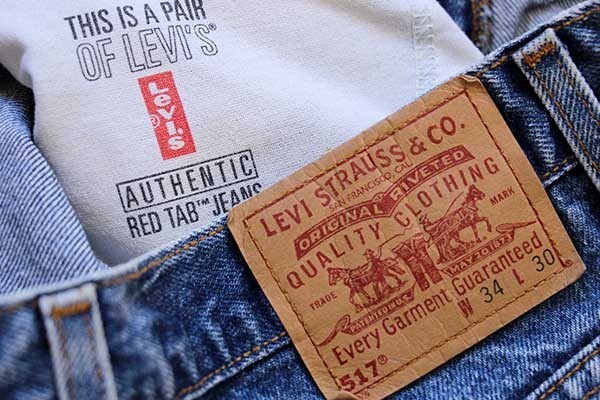 THIS IS A PAIR
OF LEVI'S®
Levi's®
AUTHENTIC
RED TAB™ JEANS
LEVI STRAUSS & CO.
SAN FRANCISCO, CAL.
ORIGINAL RIVETED
QUALITY CLOTHING
TRADE MARK
PATENTED IN U.S. MAY 20 1873
Every Garment Guaranteed
517® W 34 L 30